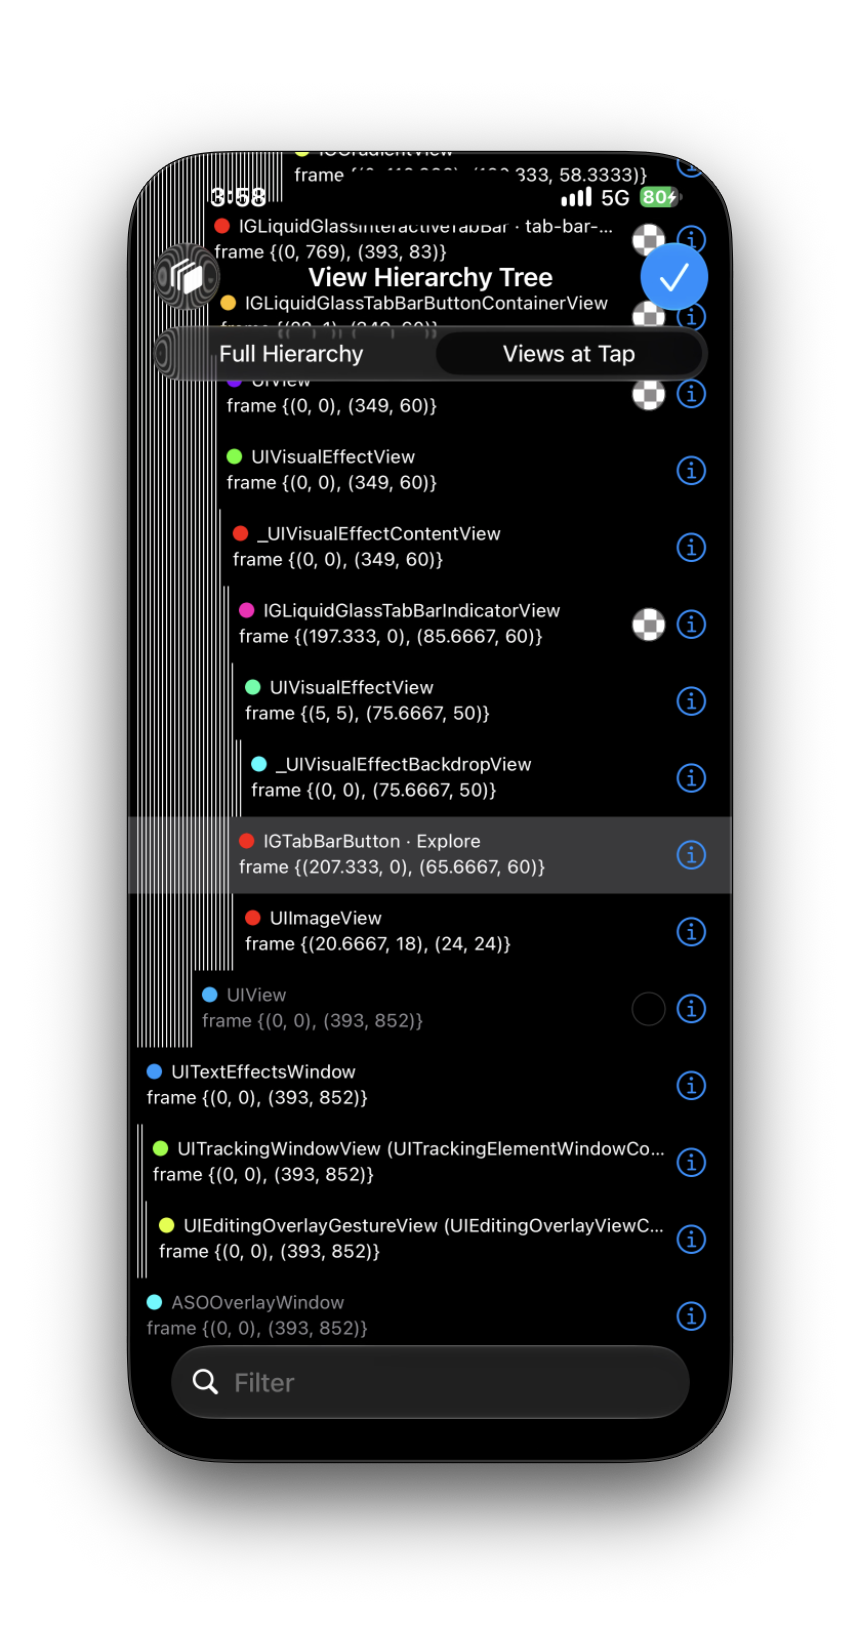 frame
333, 58.3333)}
3:58
5G 80
IGLiquidGlassInteractiveTabBar · tab-bar-...
frame {(0, 769), (393, 83)}
View Hierarchy Tree
IGLiquidGlassTabBarButtonContainerView
Full Hierarchy
Views at Tap
UIView
frame {(0, 0), (349, 60)}
UIVisualEffectView
frame {(0, 0), (349, 60)}
_UIVisualEffectContentView
frame {(0, 0), (349, 60)}
IGLiquidGlassTabBarIndicatorView
frame {(197.333, 0), (85.6667, 60)}
UIVisualEffectView
frame {(5, 5), (75.6667, 50)}
_UIVisualEffectBackdropView
frame {(0, 0), (75.6667, 50)}
IGTabBarButton · Explore
frame {(207.333, 0), (65.6667, 60)}
UIImageView
frame {(20.6667, 18), (24, 24)}
UIView
frame {(0, 0), (393, 852)}
UITextEffectsWindow
frame {(0, 0), (393, 852)}
UITrackingWindowView (UITrackingElementWindowCo...
frame {(0, 0), (393, 852)}
UIEditingOverlayGestureView (UIEditingOverlayViewC...
frame {(0, 0), (393, 852)}
ASOOverlayWindow
frame {(0, 0), (393, 852)}
Filter